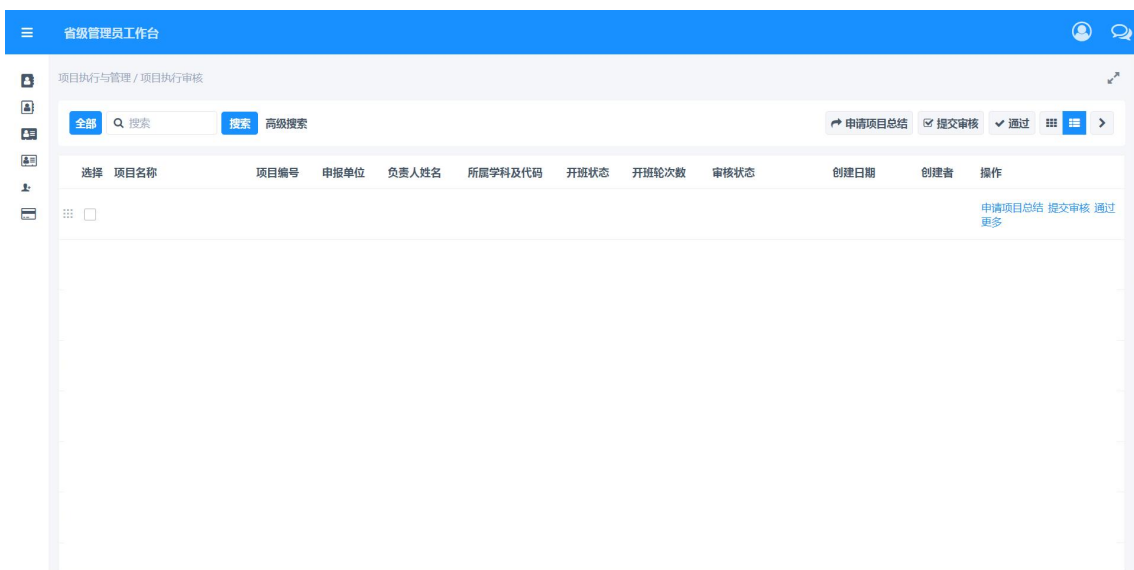 省级管理员工作台
项目执行与管理 / 项目执行审核
全部 搜索 搜索 高级搜索 申请项目总结 提交审核 通过
选择 项目名称 项目编号 申报单位 负责人姓名 所属学科及代码 开班状态 开班轮次数 审核状态 创建日期 创建者 操作
申请项目总结 提交审核 通过
更多